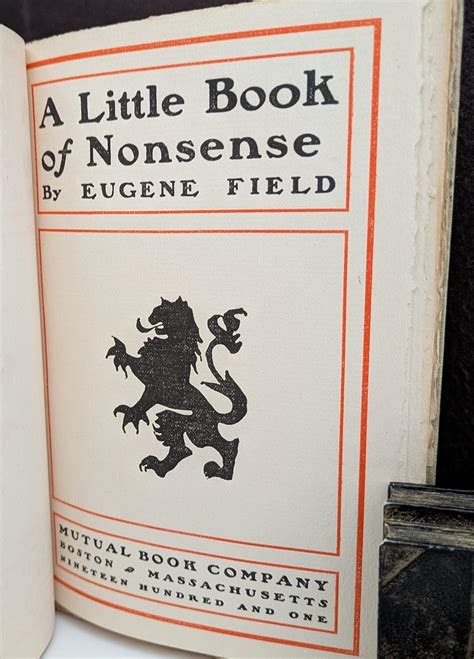 A Little Book
of Nonsense
By EUGENE FIELD
MUTUAL BOOK COMPANY
BOSTON MASSACHUSETTS
NINETEEN HUNDRED AND ONE